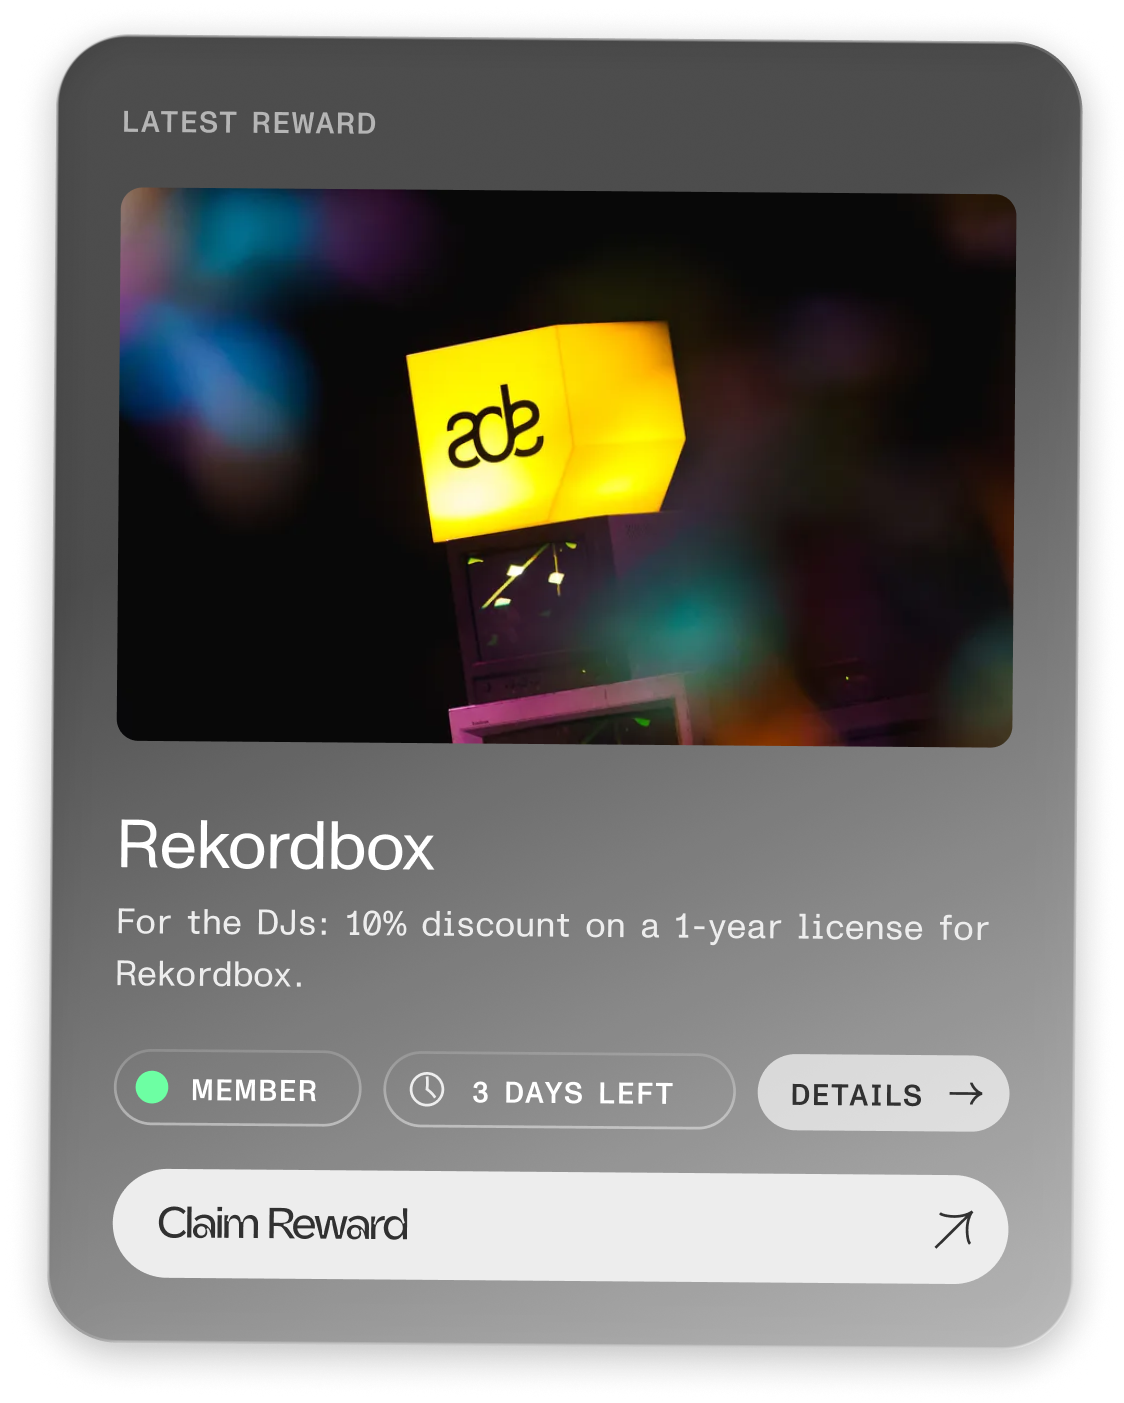 LATEST REWARD
ade
Rekordbox
For the DJs: 10% discount on a 1-year license for
Rekordbox.
MEMBER
3 DAYS LEFT
DETAILS
Claim Reward